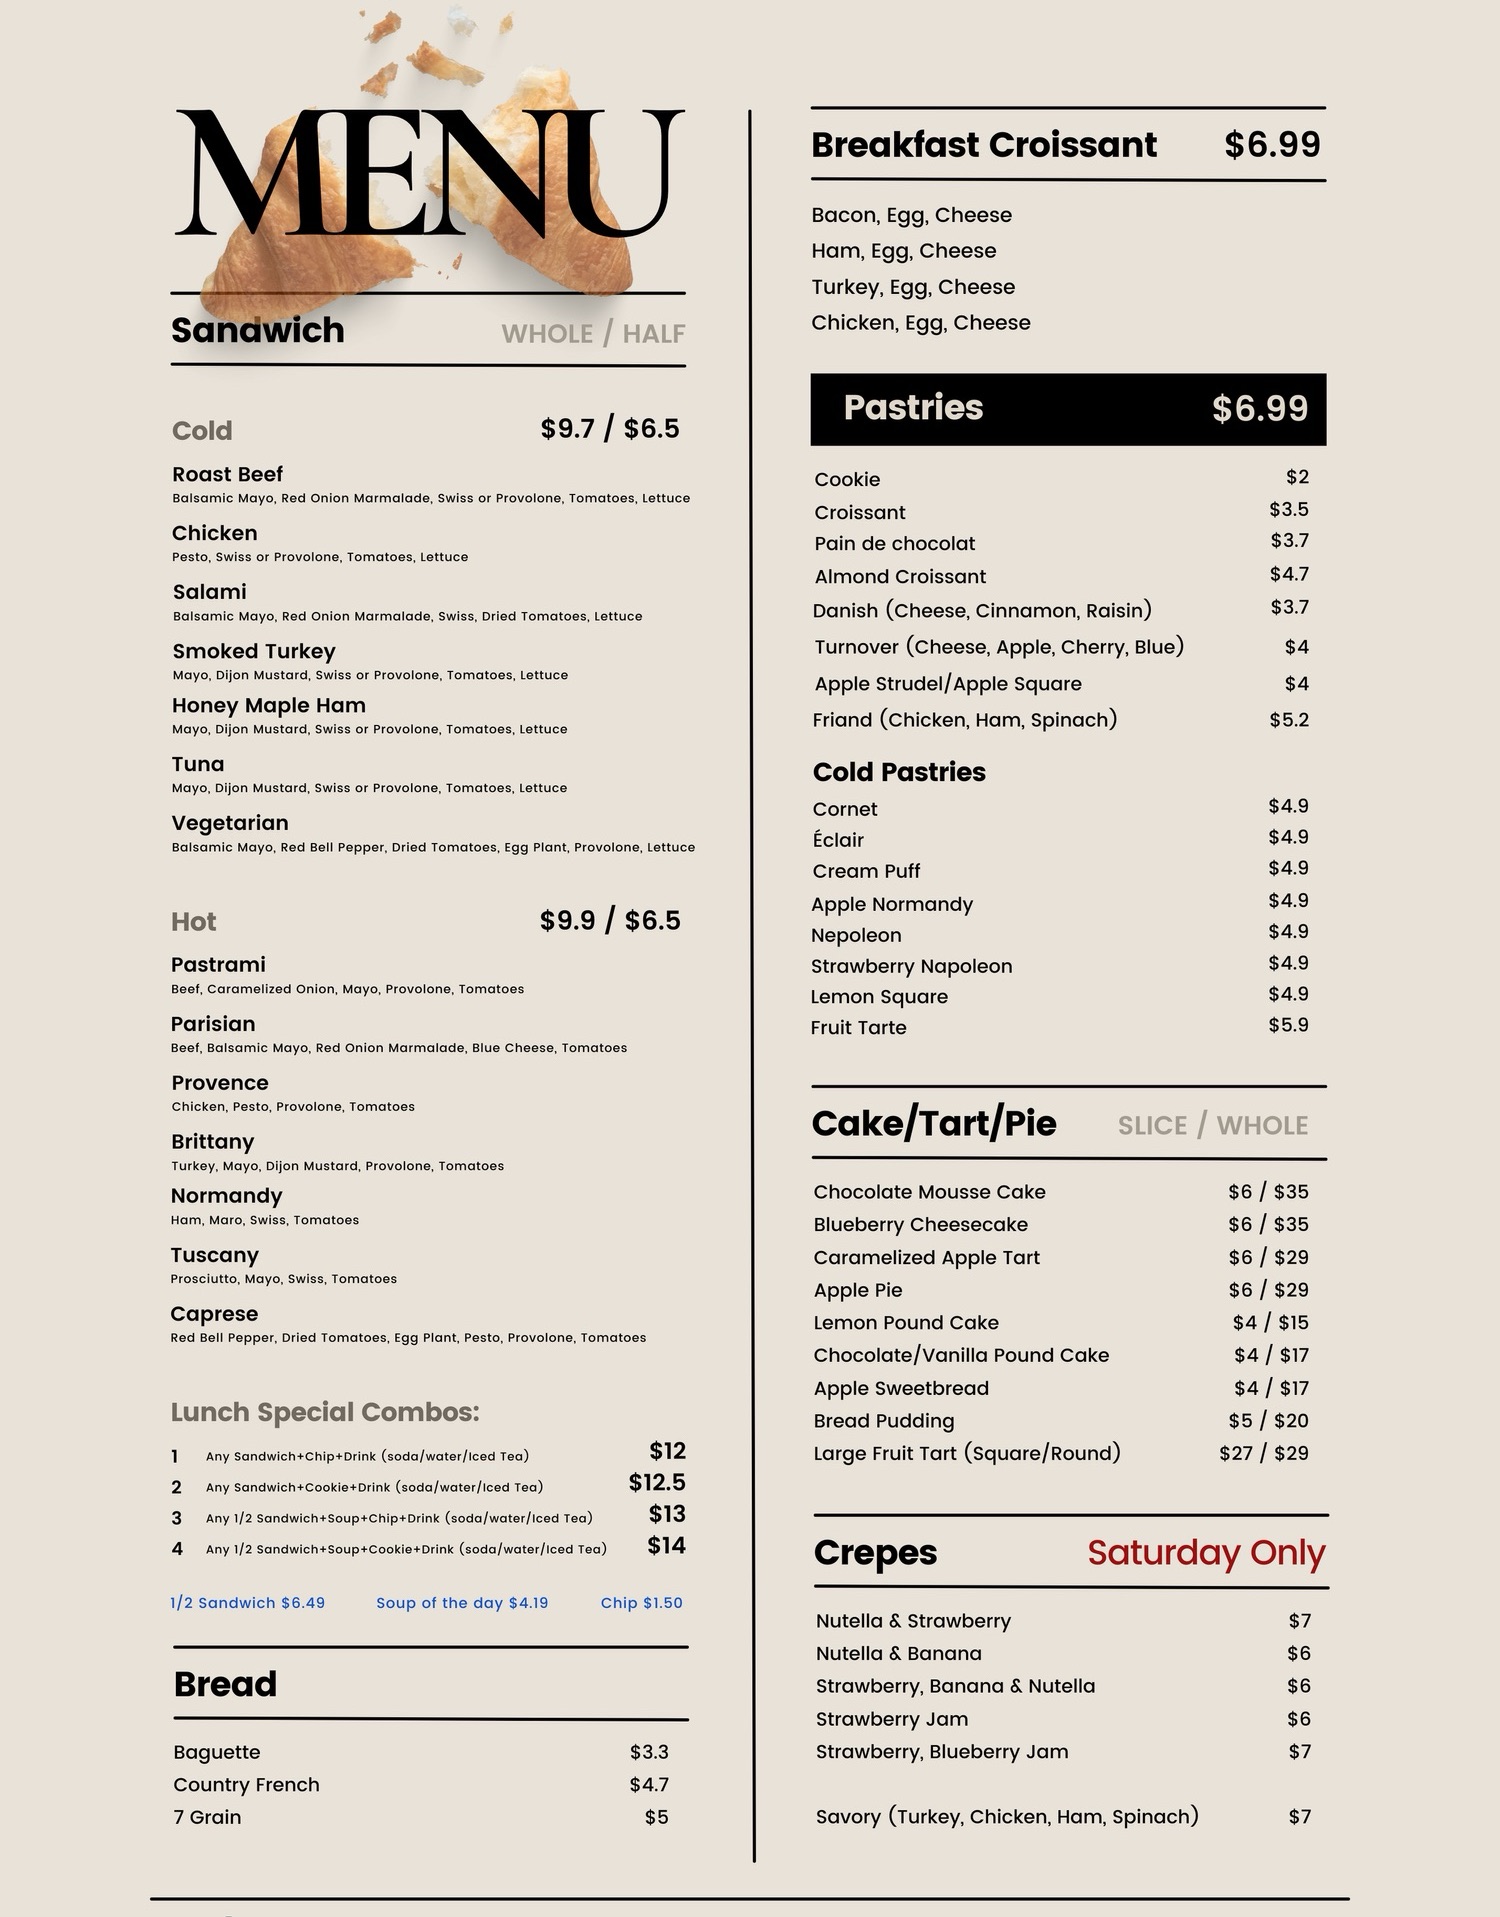 MENU
Sandwich WHOLE / HALF
Cold $9.7 / $6.5
Roast Beef
Balsamic Mayo, Red Onion Marmalade, Swiss or Provolone, Tomatoes, Lettuce
Chicken
Pesto, Swiss or Provolone, Tomatoes, Lettuce
Salami
Balsamic Mayo, Red Onion Marmalade, Swiss, Dried Tomatoes, Lettuce
Smoked Turkey
Mayo, Dijon Mustard, Swiss or Provolone, Tomatoes, Lettuce
Honey Maple Ham
Mayo, Dijon Mustard, Swiss or Provolone, Tomatoes, Lettuce
Tuna
Mayo, Dijon Mustard, Swiss or Provolone, Tomatoes, Lettuce
Vegetarian
Balsamic Mayo, Red Bell Pepper, Dried Tomatoes, Egg Plant, Provolone, Lettuce
Hot $9.9 / $6.5
Pastrami
Beef, Caramelized Onion, Mayo, Provolone, Tomatoes
Parisian
Beef, Balsamic Mayo, Red Onion Marmalade, Blue Cheese, Tomatoes
Provence
Chicken, Pesto, Provolone, Tomatoes
Brittany
Turkey, Mayo, Dijon Mustard, Provolone, Tomatoes
Normandy
Ham, Maro, Swiss, Tomatoes
Tuscany
Prosciutto, Mayo, Swiss, Tomatoes
Caprese
Red Bell Pepper, Dried Tomatoes, Egg Plant, Pesto, Provolone, Tomatoes
Lunch Special Combos:
1 Any Sandwich+Chip+Drink (soda/water/Iced Tea) $12
2 Any Sandwich+Cookie+Drink (soda/water/Iced Tea) $12.5
3 Any 1/2 Sandwich+Soup+Chip+Drink (soda/water/Iced Tea) $13
4 Any 1/2 Sandwich+Soup+Cookie+Drink (soda/water/Iced Tea) $14
1/2 Sandwich $6.49 Soup of the day $4.19 Chip $1.50
Bread
Baguette $3.3
Country French $4.7
7 Grain $5
Breakfast Croissant $6.99
Bacon, Egg, Cheese
Ham, Egg, Cheese
Turkey, Egg, Cheese
Chicken, Egg, Cheese
Pastries $6.99
Cookie $2
Croissant $3.5
Pain de chocolat $3.7
Almond Croissant $4.7
Danish (Cheese, Cinnamon, Raisin) $3.7
Turnover (Cheese, Apple, Cherry, Blue) $4
Apple Strudel/Apple Square $4
Friand (Chicken, Ham, Spinach) $5.2
Cold Pastries
Cornet $4.9
Éclair $4.9
Cream Puff $4.9
Apple Normandy $4.9
Nepoleon $4.9
Strawberry Napoleon $4.9
Lemon Square $4.9
Fruit Tarte $5.9
Cake/Tart/Pie SLICE / WHOLE
Chocolate Mousse Cake $6 / $35
Blueberry Cheesecake $6 / $35
Caramelized Apple Tart $6 / $29
Apple Pie $6 / $29
Lemon Pound Cake $4 / $15
Chocolate/Vanilla Pound Cake $4 / $17
Apple Sweetbread $4 / $17
Bread Pudding $5 / $20
Large Fruit Tart (Square/Round) $27 / $29
Crepes Saturday Only
Nutella & Strawberry $7
Nutella & Banana $6
Strawberry, Banana & Nutella $6
Strawberry Jam $6
Strawberry, Blueberry Jam $7
Savory (Turkey, Chicken, Ham, Spinach) $7